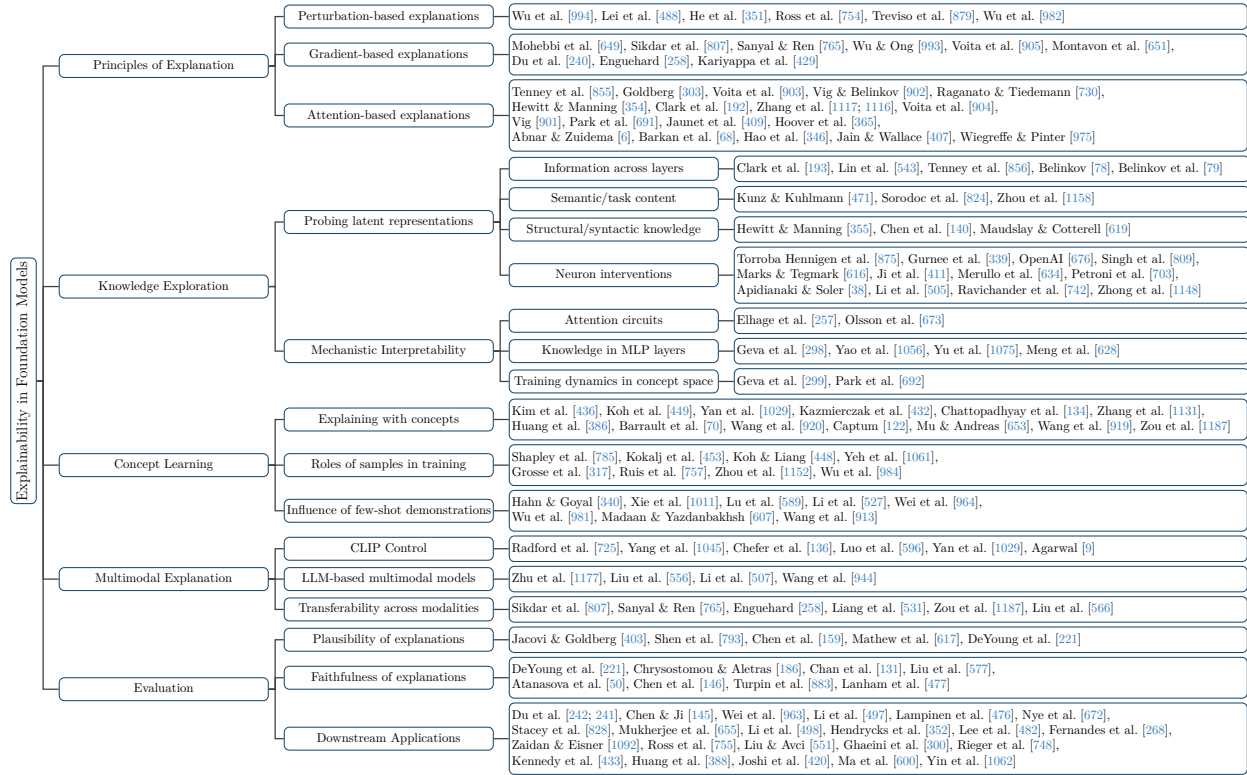 Explainability in Foundation Models
Principles of Explanation
Perturbation-based explanations
Wu et al. [994], Lei et al. [488], He et al. [351], Ross et al. [754], Treviso et al. [879], Wu et al. [982]
Gradient-based explanations
Mohebbi et al. [649], Sikdar et al. [807], Sanyal & Ren [765], Wu & Ong [993], Voita et al. [905], Montavon et al. [651],
Du et al. [240], Enguehard [258], Kariyappa et al. [429]
Attention-based explanations
Tenney et al. [855], Goldberg [303], Voita et al. [903], Vig & Belinkov [902], Raganato & Tiedemann [730],
Hewitt & Manning [354], Clark et al. [192], Zhang et al. [1117; 1116], Voita et al. [904],
Vig [901], Park et al. [691], Jaunet et al. [409], Hoover et al. [365],
Abnar & Zuidema [6], Barkan et al. [68], Hao et al. [346], Jain & Wallace [407], Wiegreffe & Pinter [975]
Knowledge Exploration
Probing latent representations
Information across layers
Clark et al. [193], Lin et al. [543], Tenney et al. [856], Belinkov [78], Belinkov et al. [79]
Semantic/task content
Kunz & Kuhlmann [471], Sorodoc et al. [824], Zhou et al. [1158]
Structural/syntactic knowledge
Hewitt & Manning [355], Chen et al. [140], Maudslay & Cotterell [619]
Neuron interventions
Torroba Hennigen et al. [875], Gurnee et al. [339], OpenAI [676], Singh et al. [809],
Marks & Tegmark [616], Ji et al. [411], Merullo et al. [634], Petroni et al. [703],
Apidianaki & Soler [38], Li et al. [505], Ravichander et al. [742], Zhong et al. [1148]
Mechanistic Interpretability
Attention circuits
Elhage et al. [257], Olsson et al. [673]
Knowledge in MLP layers
Geva et al. [298], Yao et al. [1056], Yu et al. [1075], Meng et al. [628]
Training dynamics in concept space
Geva et al. [299], Park et al. [692]
Concept Learning
Explaining with concepts
Kim et al. [436], Koh et al. [449], Yan et al. [1029], Kazmierczak et al. [432], Chattopadhyay et al. [134], Zhang et al. [1131],
Huang et al. [386], Barrault et al. [70], Wang et al. [920], Captum [122], Mu & Andreas [653], Wang et al. [919], Zou et al. [1187]
Roles of samples in training
Shapley et al. [785], Kokalj et al. [453], Koh & Liang [448], Yeh et al. [1061],
Grosse et al. [317], Ruis et al. [757], Zhou et al. [1152], Wu et al. [984]
Influence of few-shot demonstrations
Hahn & Goyal [340], Xie et al. [1011], Lu et al. [589], Li et al. [527], Wei et al. [964],
Wu et al. [981], Madaan & Yazdanbakhsh [607], Wang et al. [913]
Multimodal Explanation
CLIP Control
Radford et al. [725], Yang et al. [1045], Chefer et al. [136], Luo et al. [596], Yan et al. [1029], Agarwal [9]
LLM-based multimodal models
Zhu et al. [1177], Liu et al. [556], Li et al. [507], Wang et al. [944]
Transferability across modalities
Sikdar et al. [807], Sanyal & Ren [765], Enguehard [258], Liang et al. [531], Zou et al. [1187], Liu et al. [566]
Evaluation
Plausibility of explanations
Jacovi & Goldberg [403], Shen et al. [793], Chen et al. [159], Mathew et al. [617], DeYoung et al. [221]
Faithfulness of explanations
DeYoung et al. [221], Chrysostomou & Aletras [186], Chan et al. [131], Liu et al. [577],
Atanasova et al. [50], Chen et al. [146], Turpin et al. [883], Lanham et al. [477]
Downstream Applications
Du et al. [242; 241], Chen & Ji [145], Wei et al. [963], Li et al. [497], Lampinen et al. [476], Nye et al. [672],
Stacey et al. [828], Mukherjee et al. [655], Li et al. [498], Hendrycks et al. [352], Lee et al. [482], Fernandes et al. [268],
Zaidan & Eisner [1092], Ross et al. [755], Liu & Avci [551], Ghaeini et al. [300], Rieger et al. [748],
Kennedy et al. [433], Huang et al. [388], Joshi et al. [420], Ma et al. [600], Yin et al. [1062]